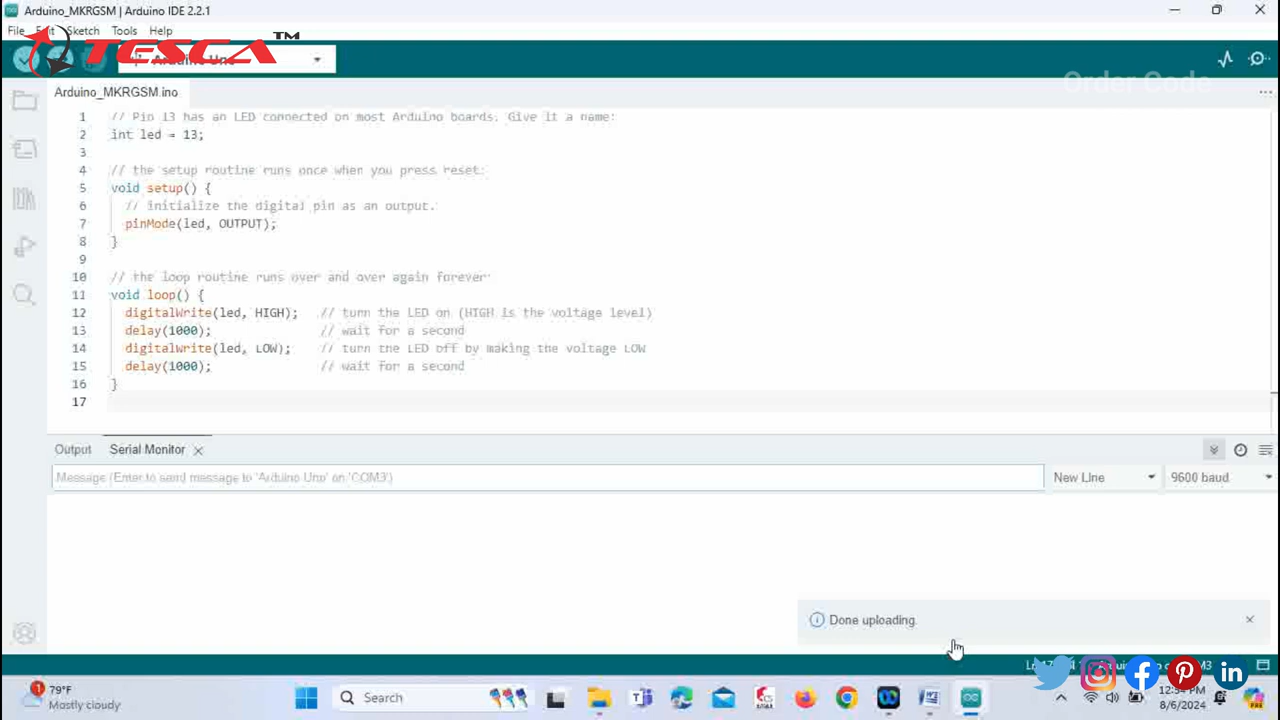 Arduino_MKRGSM | Arduino IDE 2.2.1
File Edit Sketch Tools Help
TESCA™
Arduino Uno
Order Code
Arduino_MKRGSM.ino
1 // Pin 13 has an LED connected on most Arduino boards. Give it a name:
2 int led = 13;
3
4 // the setup routine runs once when you press reset:
5 void setup() {
6 // initialize the digital pin as an output.
7 pinMode(led, OUTPUT);
8 }
9
10 // the loop routine runs over and over again forever:
11 void loop() {
12 digitalWrite(led, HIGH); // turn the LED on (HIGH is the voltage level)
13 delay(1000); // wait for a second
14 digitalWrite(led, LOW); // turn the LED off by making the voltage LOW
15 delay(1000); // wait for a second
16 }
17
Output Serial Monitor
Message (Enter to send message to 'Arduino Uno' on 'COM3')
New Line 9600 baud
Done uploading.
1
79°F
Mostly cloudy
Search
12:34 PM
8/6/2024